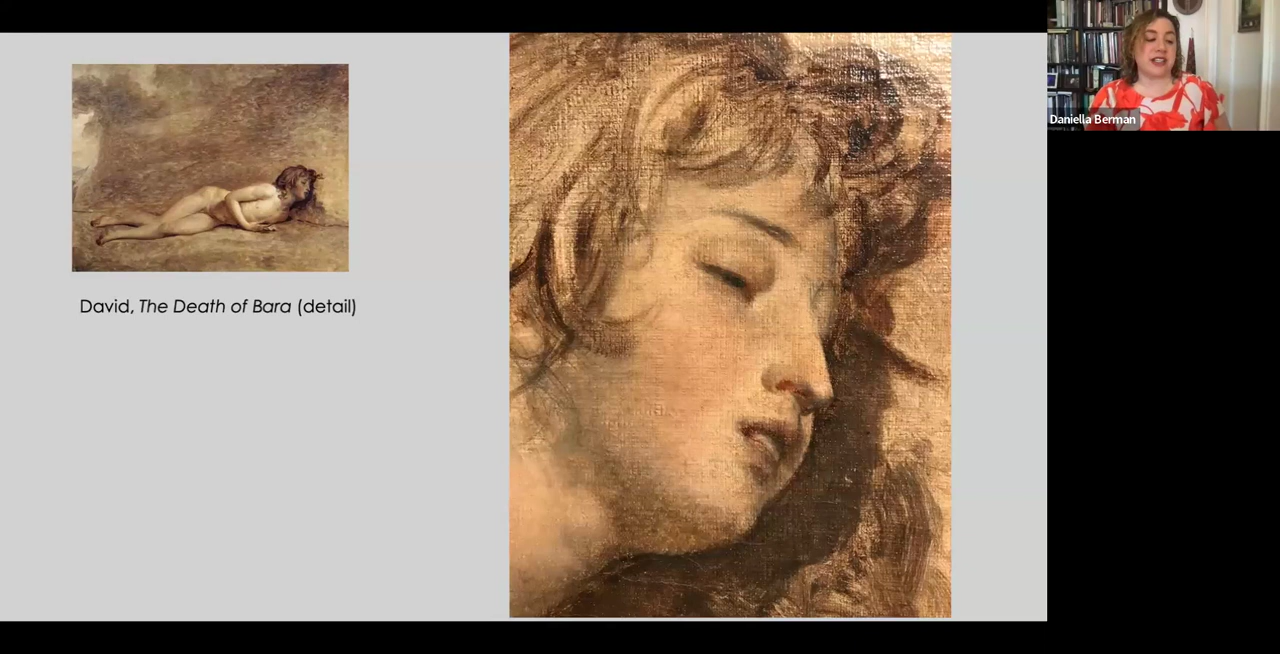 David, The Death of Bara (detail)
Daniella Berman